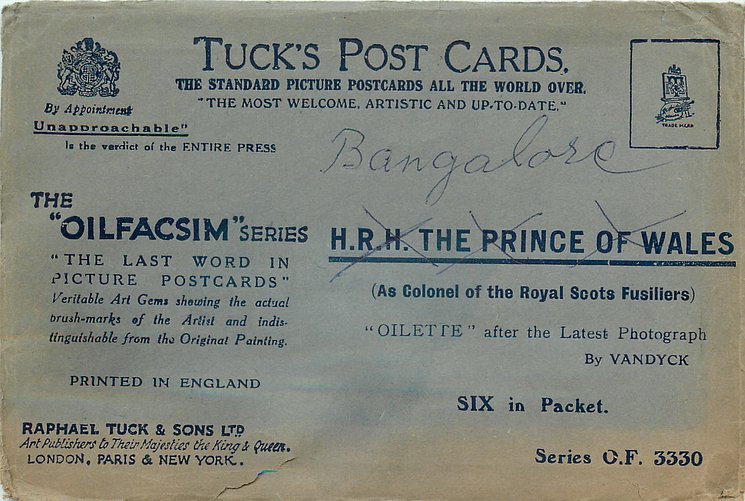 TUCK'S POST CARDS.
THE STANDARD PICTURE POSTCARDS ALL THE WORLD OVER.
"THE MOST WELCOME, ARTISTIC AND UP-TO-DATE."
By Appointment
Unapproachable"
Is the verdict of the ENTIRE PRESS
TRADE MARK
Bangalore
THE
"OILFACSIM" SERIES
"THE LAST WORD IN
PICTURE POSTCARDS"
Veritable Art Gems showing the actual
brush-marks of the Artist and indis-
tinguishable from the Original Painting.
PRINTED IN ENGLAND
H.R.H. THE PRINCE OF WALES
(As Colonel of the Royal Scots Fusiliers)
"OILETTE" after the Latest Photograph
By VANDYCK
SIX in Packet.
RAPHAEL TUCK & SONS LTD
Art Publishers to Their Majesties the King & Queen.
LONDON, PARIS & NEW YORK.
Series O.F. 3330